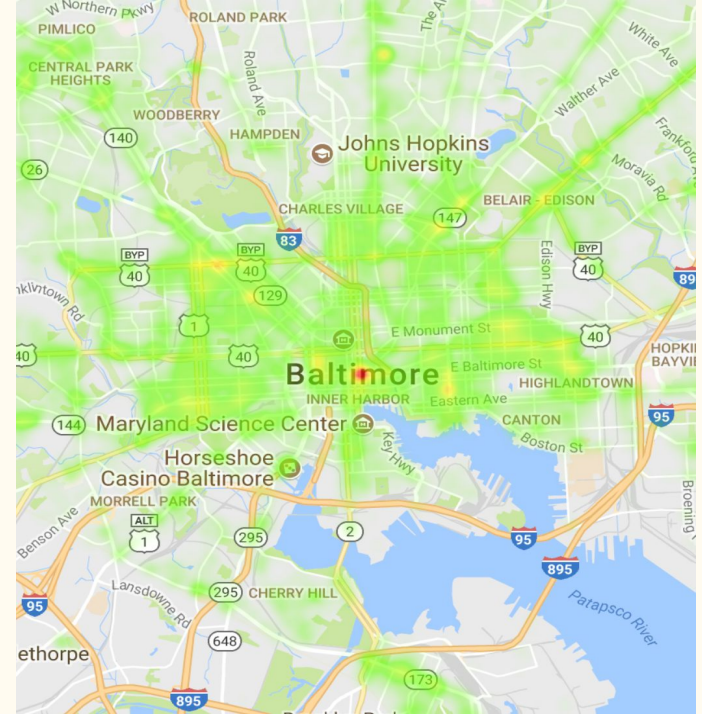 W Northern Pkwy
ROLAND PARK
The A
PIMLICO
White Ave
CENTRAL PARK
HEIGHTS
Roland Ave
Walther Ave
WOODBERRY
HAMPDEN
140
Johns Hopkins
University
26
Moravia Rd
CHARLES VILLAGE
147
BELAIR - EDISON
83
BYP
40
BYP
40
BYP
40
Edison Hwy
89
129
1
E Monument St
40
40
40
HOPKI
BAYVI
E Baltimore St
Baltimore
HIGHLANDTOWN
INNER HARBOR
Eastern Ave
95
144
Maryland Science Center
CANTON
Key Hwy
Boston St
Horseshoe
Casino Baltimore
MORRELL PARK
Broening
ALT
1
Benson Ave
295
2
95
895
Lansdowne Rd
295
CHERRY HILL
95
Patapsco River
648
ethorpe
173
895